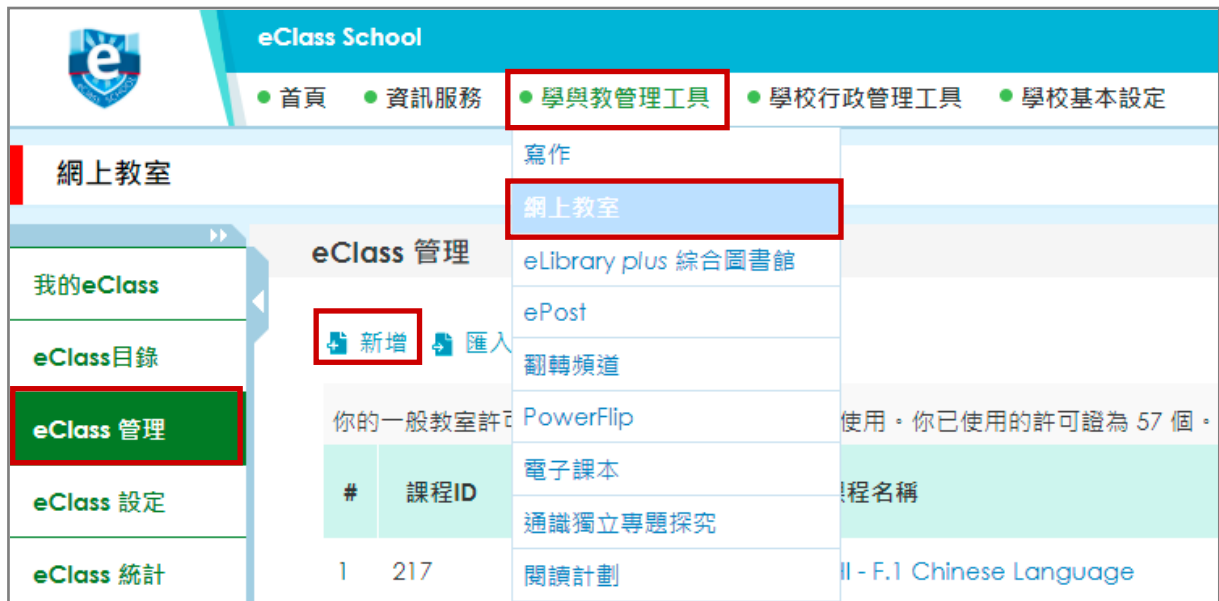 eClass School
首頁 資訊服務 學與教管理工具 學校行政管理工具 學校基本設定
網上教室
寫作
網上教室
eLibrary plus 綜合圖書館
ePost
翻轉頻道
PowerFlip
電子課本
通識獨立專題探究
閱讀計劃
我的eClass
eClass目錄
eClass 管理
eClass 設定
eClass 統計
eClass 管理
新增 匯入
你的一般教室許 使用。你已使用的許可證為 57 個。
# 課程ID 程名稱
1 217 - F.1 Chinese Language